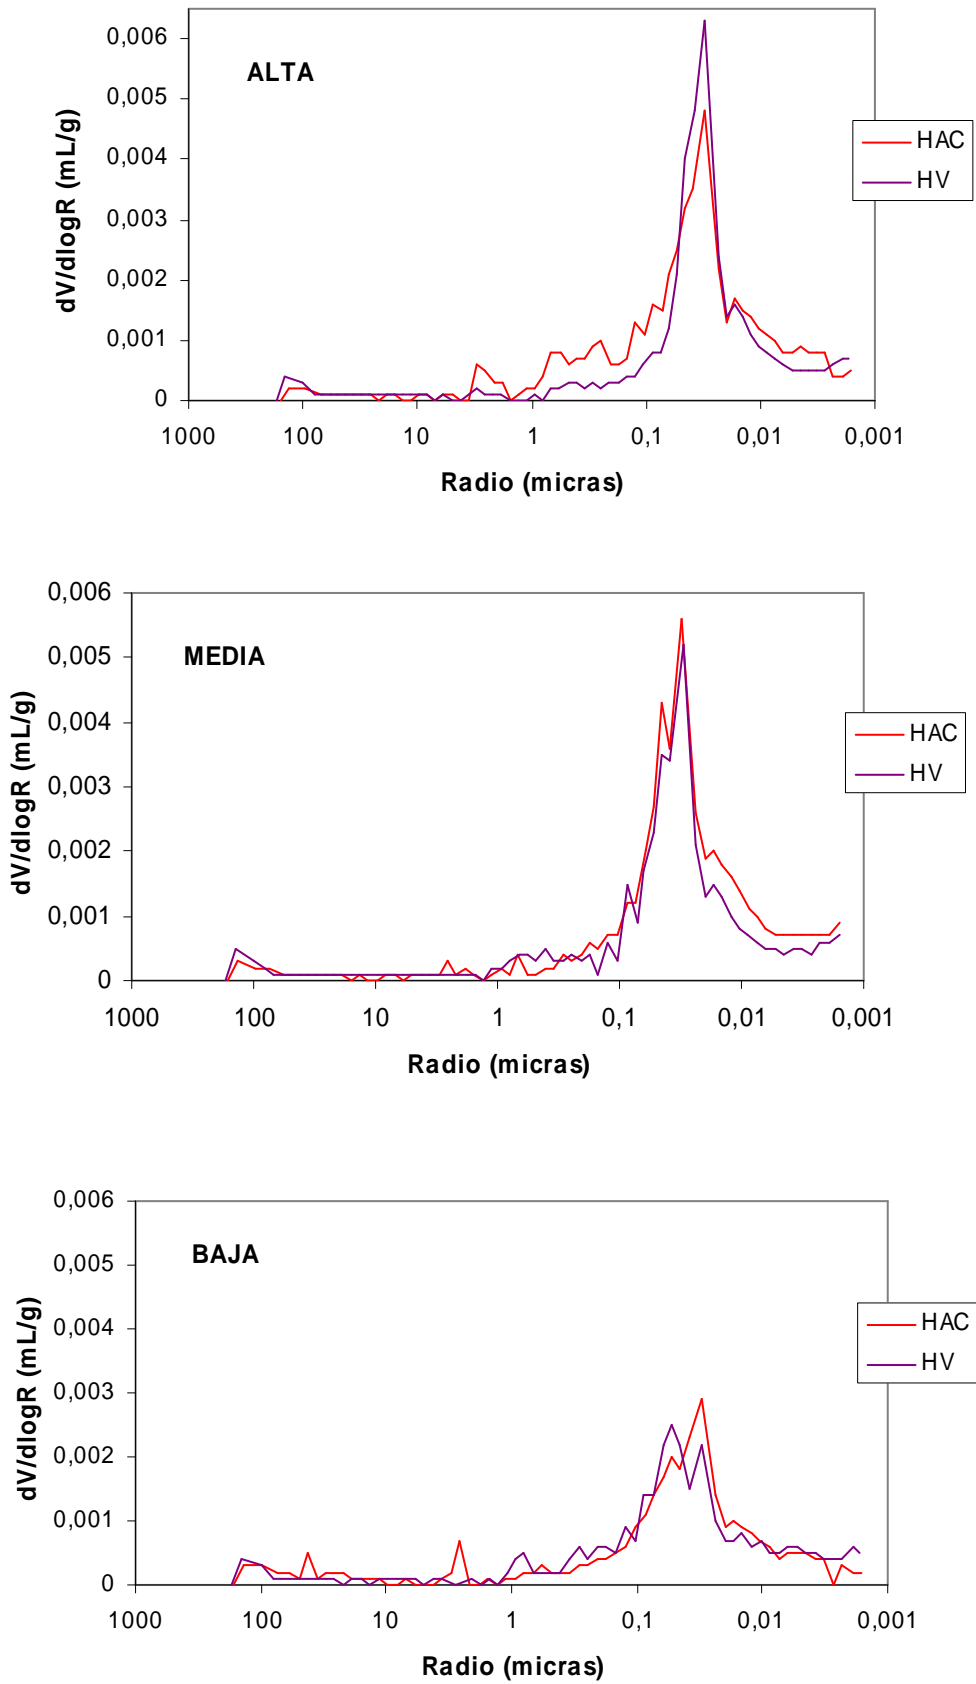 0,006
0,005
0,004
0,003
0,002
0,001
0
dV/dlogR (mL/g)
ALTA
HAC
HV
1000 100 10 1 0,1 0,01 0,001
Radio (micras)
0,006
0,005
0,004
0,003
0,002
0,001
0
dV/dlogR (mL/g)
MEDIA
HAC
HV
1000 100 10 1 0,1 0,01 0,001
Radio (micras)
0,006
0,005
0,004
0,003
0,002
0,001
0
dV/dlogR (mL/g)
BAJA
HAC
HV
1000 100 10 1 0,1 0,01 0,001
Radio (micras)